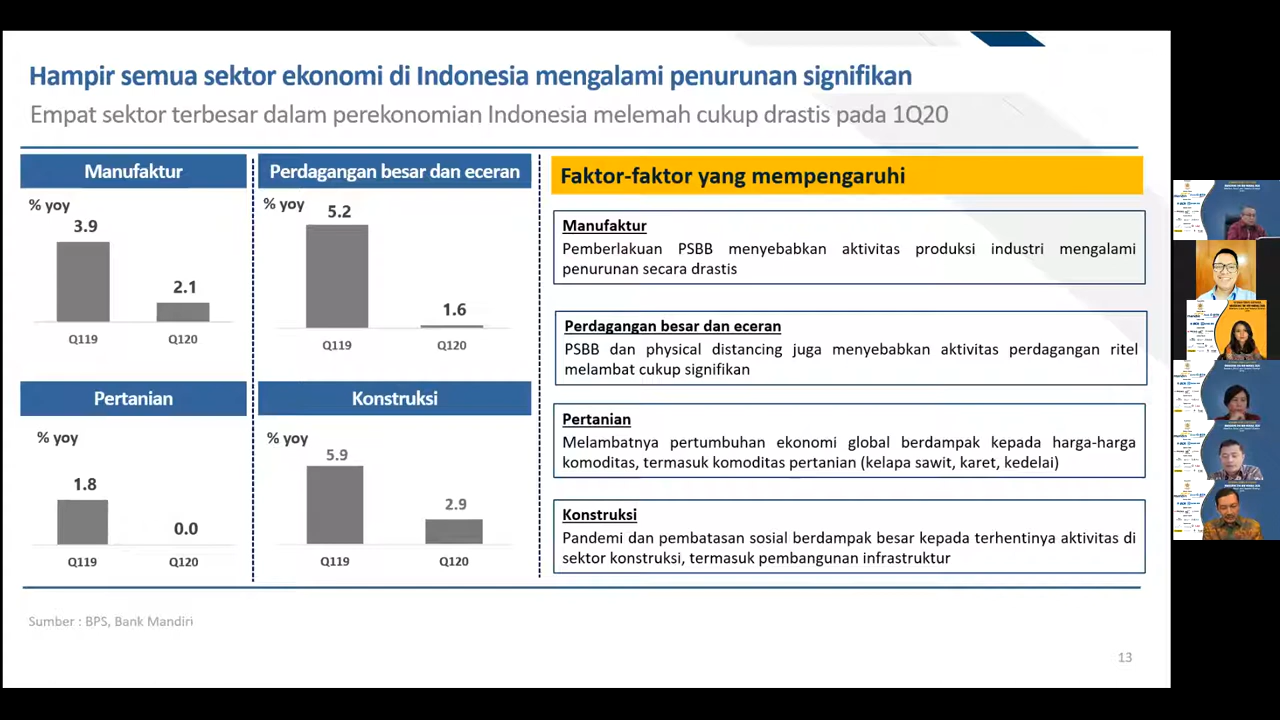 Hampir semua sektor ekonomi di Indonesia mengalami penurunan signifikan
Empat sektor terbesar dalam perekonomian Indonesia melemah cukup drastis pada 1Q20
Manufaktur
% yoy
3.9
2.1
Q119
Q120
Perdagangan besar dan eceran
% yoy
5.2
1.6
Q119
Q120
Pertanian
% yoy
1.8
0.0
Q119
Q120
Konstruksi
% yoy
5.9
2.9
Q119
Q120
Faktor-faktor yang mempengaruhi
Manufaktur
Pemberlakuan PSBB menyebabkan aktivitas produksi industri mengalami
penurunan secara drastis
Perdagangan besar dan eceran
PSBB dan physical distancing juga menyebabkan aktivitas perdagangan ritel
melambat cukup signifikan
Pertanian
Melambatnya pertumbuhan ekonomi global berdampak kepada harga-harga
komoditas, termasuk komoditas pertanian (kelapa sawit, karet, kedelai)
Konstruksi
Pandemi dan pembatasan sosial berdampak besar kepada terhentinya aktivitas di
sektor konstruksi, termasuk pembangunan infrastruktur
Sumber : BPS, Bank Mandiri
13